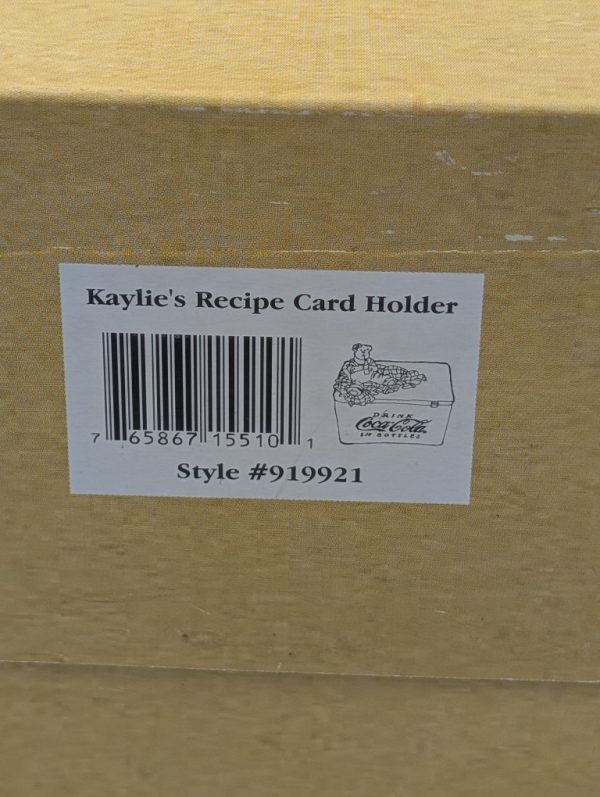 Kaylie's Recipe Card Holder
DRINK
Coca-Cola
IN BOTTLES
7 65867 15510 1
Style #919921